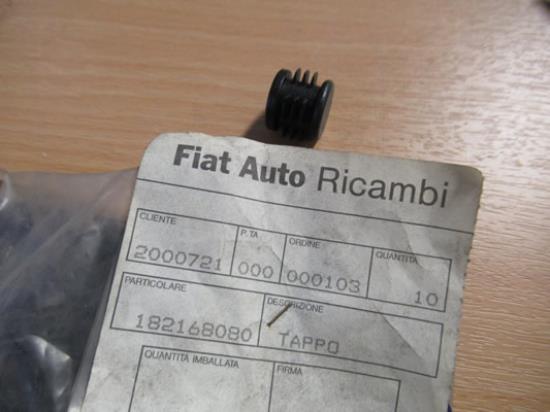 Fiat Auto Ricambi
CLIENTE P.TA ORDINE QUANTITA
2000721 000 000103 10
PARTICOLARE DESCRIZIONE
182168080 TAPPO
QUANTITA IMBALLATA FIRMA